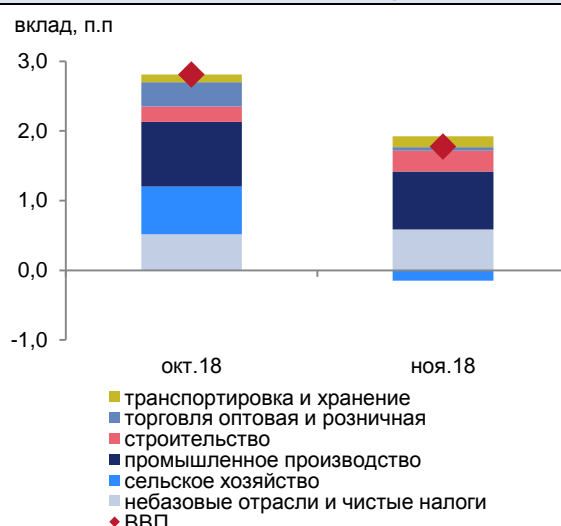 вклад, п.п
3,0
2,0
1,0
0,0
-1,0
окт.18 ноя.18
транспортировка и хранение
торговля оптовая и розничная
строительство
промышленное производство
сельское хозяйство
небазовые отрасли и чистые налоги
ВВП